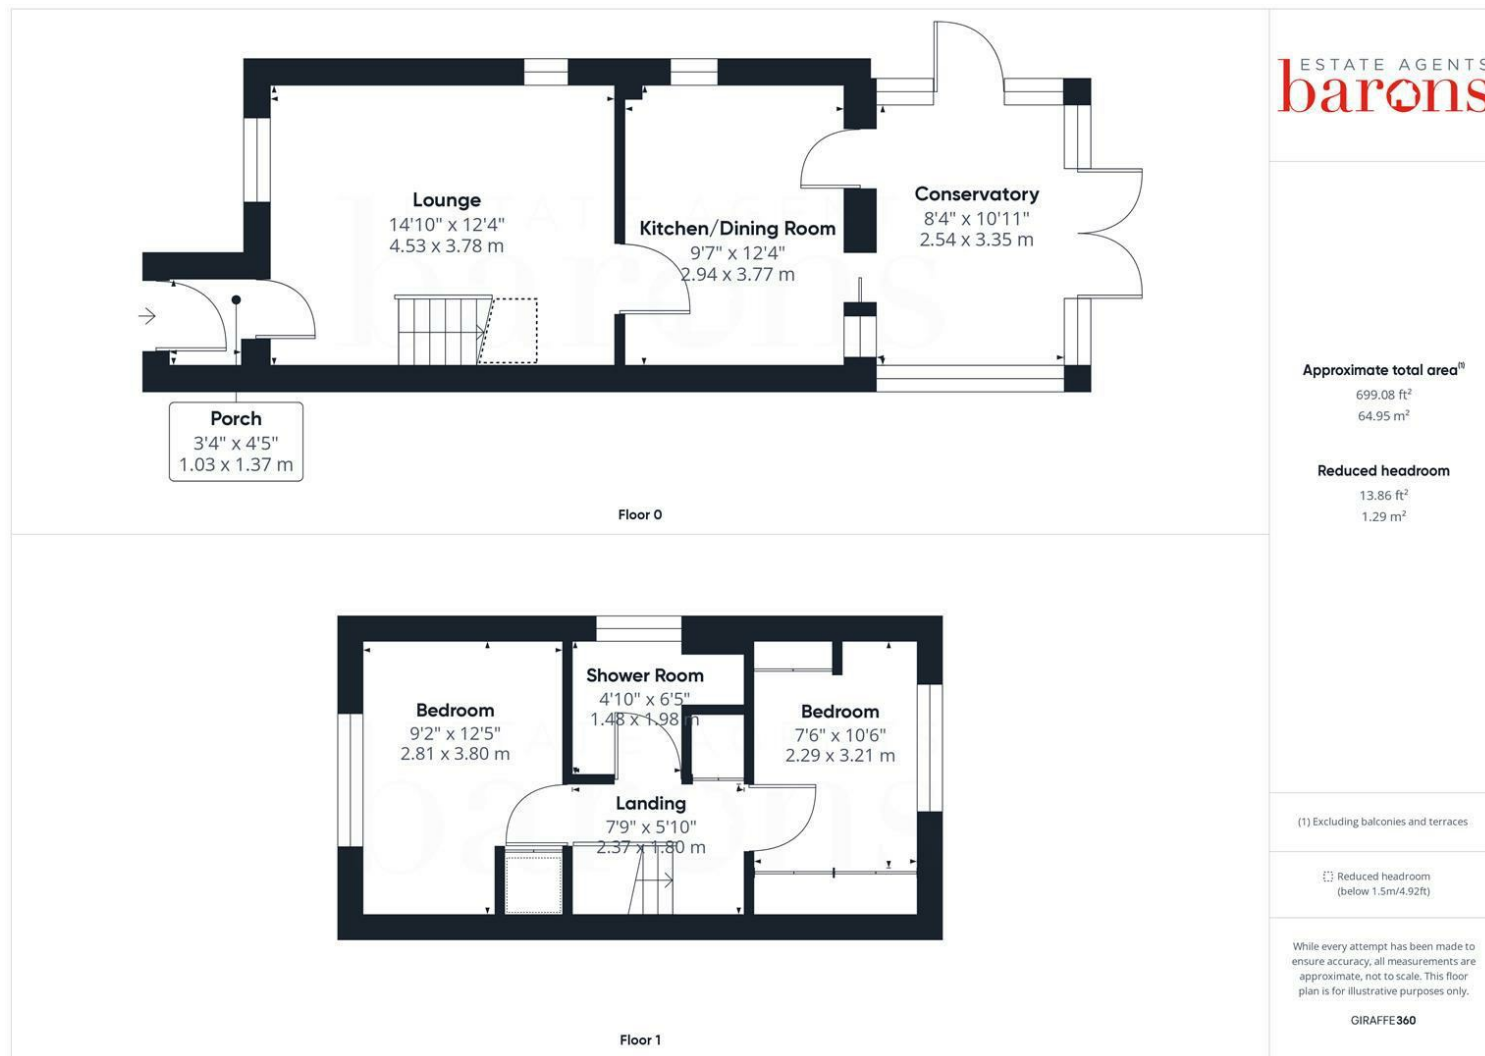 Lounge
14'10" x 12'4"
4.53 x 3.78 m
Kitchen/Dining Room
9'7" x 12'4"
2.94 x 3.77 m
Conservatory
8'4" x 10'11"
2.54 x 3.35 m
Porch
3'4" x 4'5"
1.03 x 1.37 m
Floor 0
Bedroom
9'2" x 12'5"
2.81 x 3.80 m
Shower Room
4'10" x 6'5"
1.48 x 1.98 m
Bedroom
7'6" x 10'6"
2.29 x 3.21 m
Landing
7'9" x 5'10"
2.37 x 1.80 m
Floor 1
ESTATE AGENTS
barons
Approximate total area⁽¹⁾
699.08 ft²
64.95 m²
Reduced headroom
13.86 ft²
1.29 m²
(1) Excluding balconies and terraces
Reduced headroom
(below 1.5m/4.92ft)
While every attempt has been made to
ensure accuracy, all measurements are
approximate, not to scale. This floor
plan is for illustrative purposes only.
GIRAFFE360